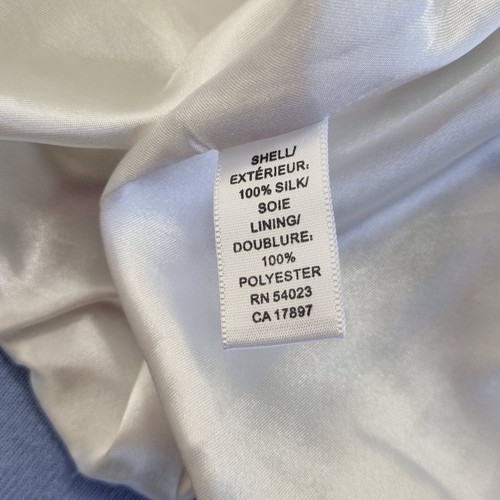 SHELL/
EXTÉRIEUR:
100% SILK/
SOIE
LINING/
DOUBLURE:
100%
POLYESTER
RN 54023
CA 17897